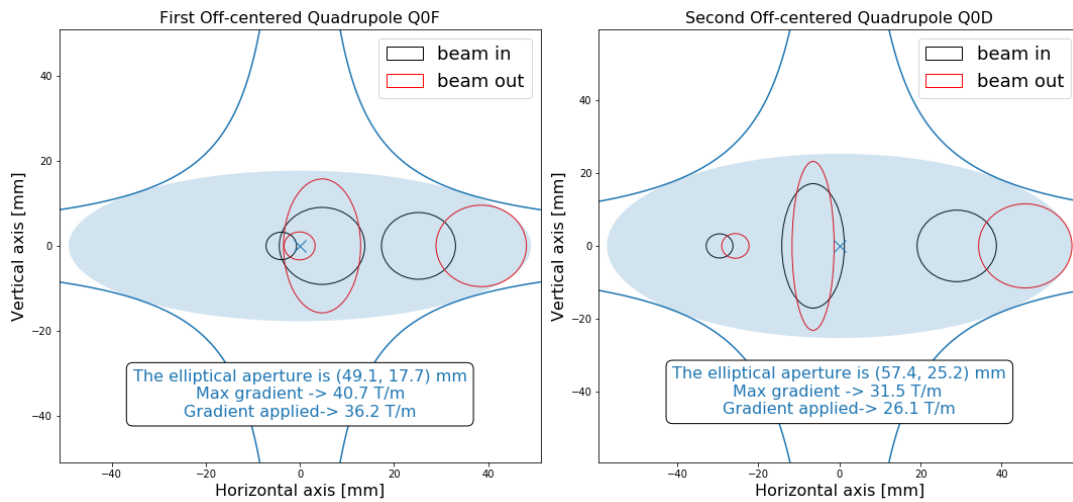 First Off-centered Quadrupole Q0F
beam in
beam out
Vertical axis [mm]
40
20
0
−20
−40
The elliptical aperture is (49.1, 17.7) mm
Max gradient -> 40.7 T/m
Gradient applied-> 36.2 T/m
−40
−20
0
20
40
Horizontal axis [mm]
Second Off-centered Quadrupole Q0D
beam in
beam out
Vertical axis [mm]
40
20
0
−20
−40
The elliptical aperture is (57.4, 25.2) mm
Max gradient -> 31.5 T/m
Gradient applied-> 26.1 T/m
−40
−20
0
20
40
Horizontal axis [mm]